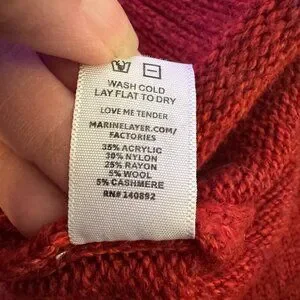 WASH COLD
LAY FLAT TO DRY
LOVE ME TENDER
MARINELAYER.COM/
FACTORIES
35% ACRYLIC
30% NYLON
25% RAYON
5% WOOL
5% CASHMERE
RN# 140892